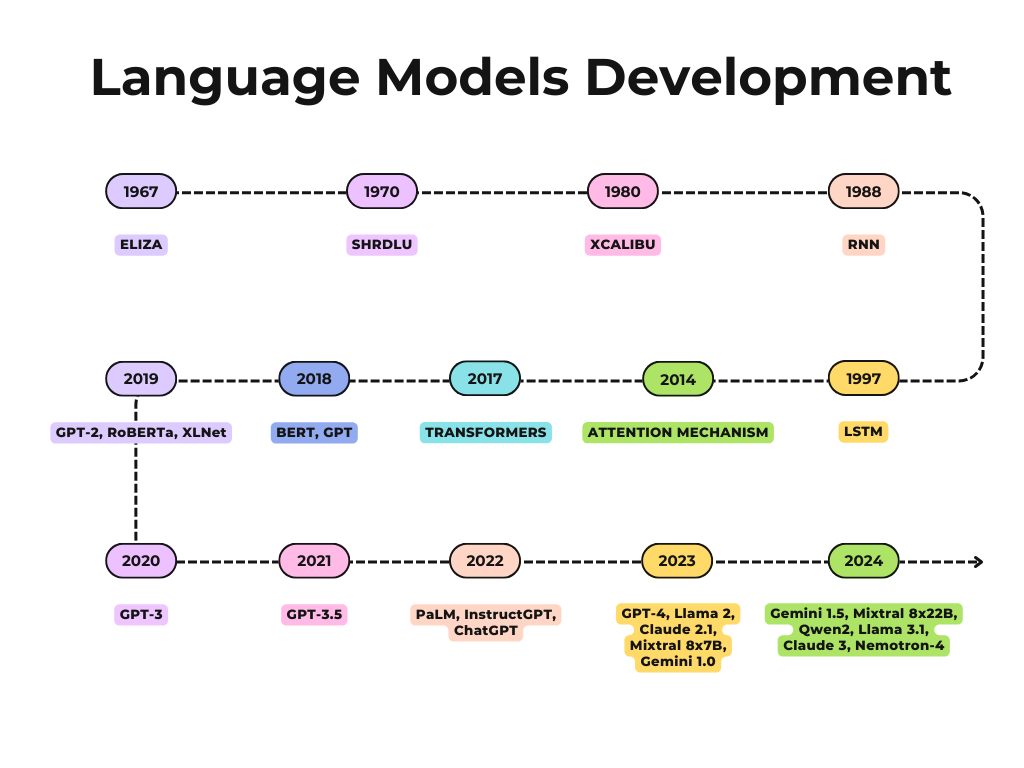 Language Models Development
1967
1970
1980
1988
ELIZA
SHRDLU
XCALIBU
RNN
2019
2018
2017
2014
1997
GPT-2, RoBERTa, XLNet
BERT, GPT
TRANSFORMERS
ATTENTION MECHANISM
LSTM
2020
2021
2022
2023
2024
GPT-3
GPT-3.5
PaLM, InstructGPT,
ChatGPT
GPT-4, Llama 2,
Claude 2.1,
Mixtral 8x7B,
Gemini 1.0
Gemini 1.5, Mixtral 8x22B,
Qwen2, Llama 3.1,
Claude 3, Nemotron-4